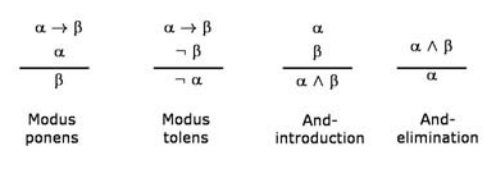 α → β
α
β
Modus
ponens
α → β
¬ β
¬ α
Modus
tolens
α
β
α ∧ β
And-
introduction
α ∧ β
α
And-
elimination